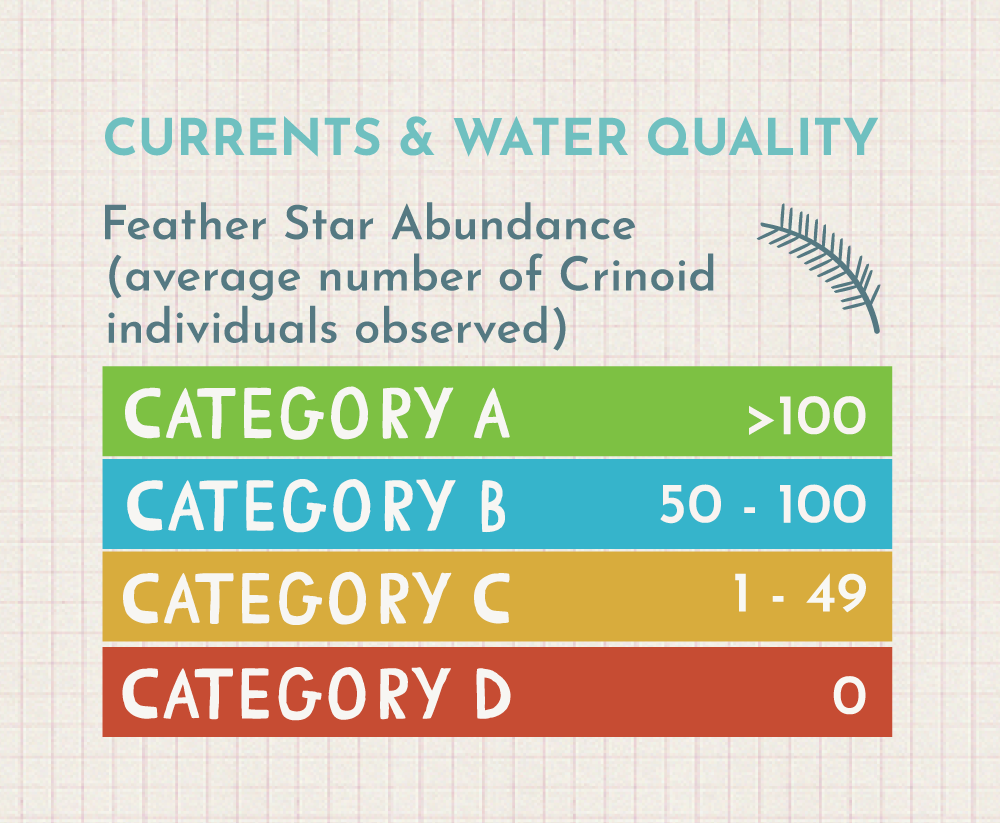 CURRENTS & WATER QUALITY
Feather Star Abundance
(average number of Crinoid
individuals observed)
CATEGORY A >100
CATEGORY B 50 - 100
CATEGORY C 1 - 49
CATEGORY D 0